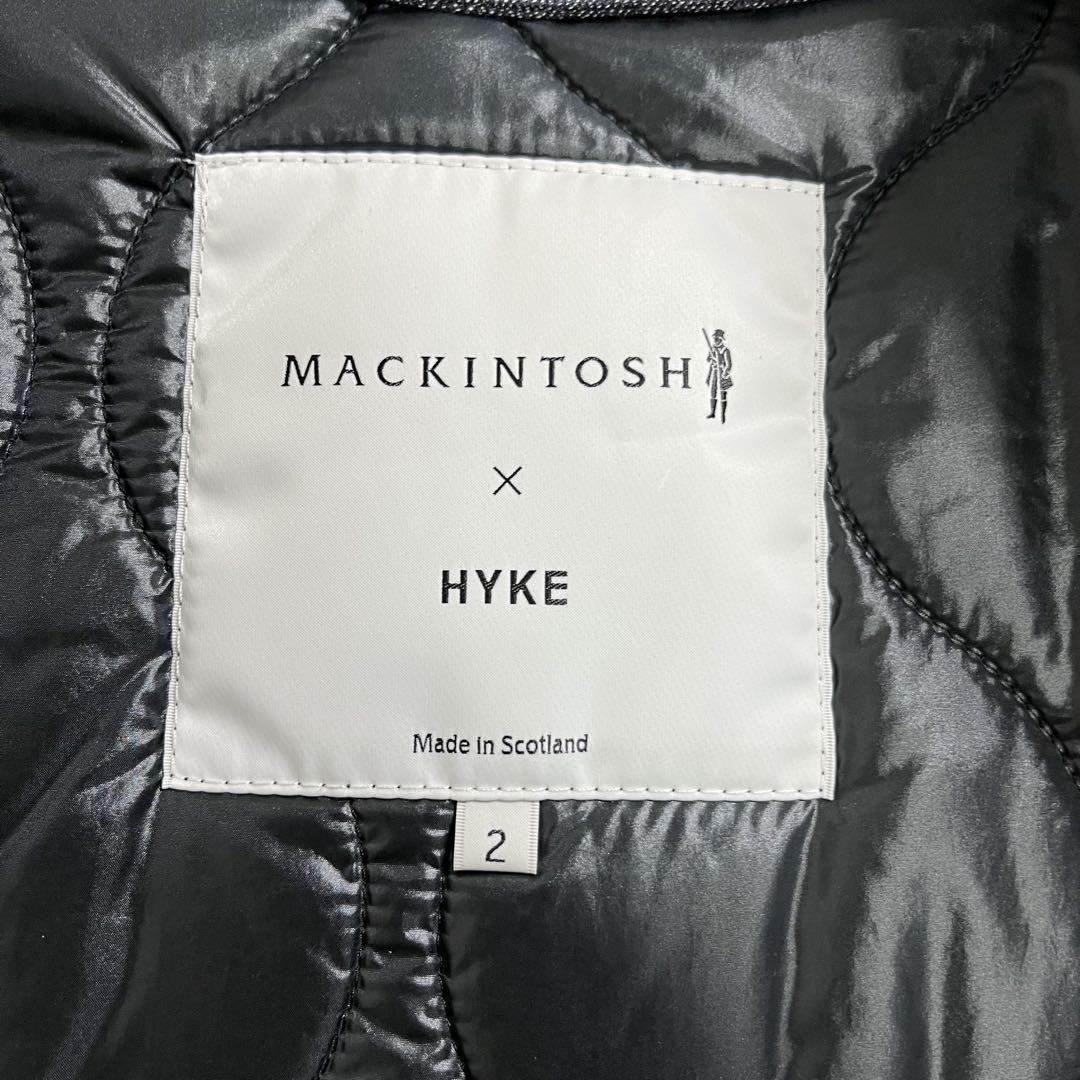 MACKINTOSH
×
HYKE
Made in Scotland
2